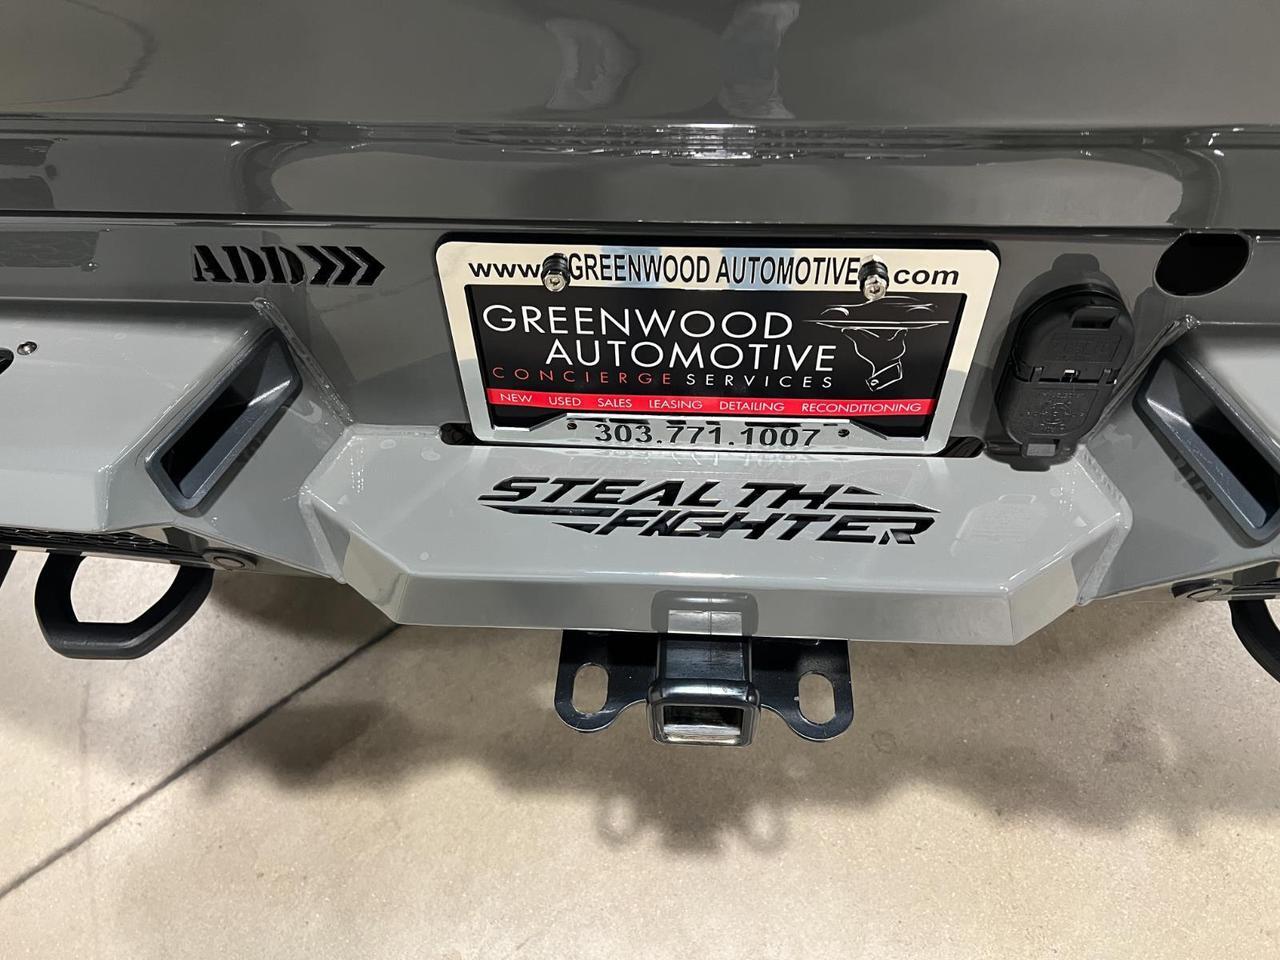 ADD
www. GREENWOOD AUTOMOTIVE .com
GREENWOOD
AUTOMOTIVE
CONCIERGE SERVICES
NEW USED SALES LEASING DETAILING RECONDITIONING
303.771.1007
STEALTH
FIGHTER